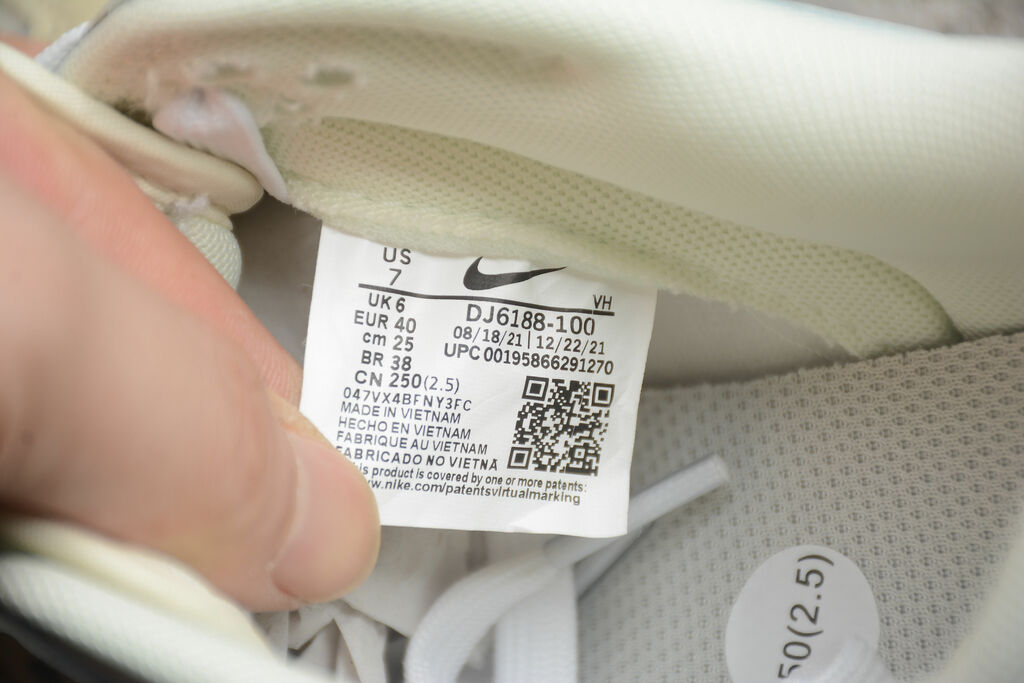 US
7
VH
UK 6
EUR 40
cm 25
BR 38
CN 250(2.5)
DJ6188-100
08/18/21 | 12/22/21
UPC 00195866291270
047VX4BFNY3FC
MADE IN VIETNAM
HECHO EN VIETNAM
FABRIQUE AU VIETNAM
FABRICADO NO VIETNA
this product is covered by one or more patents:
www.nike.com/patentsvirtualmarking
50(2.5)